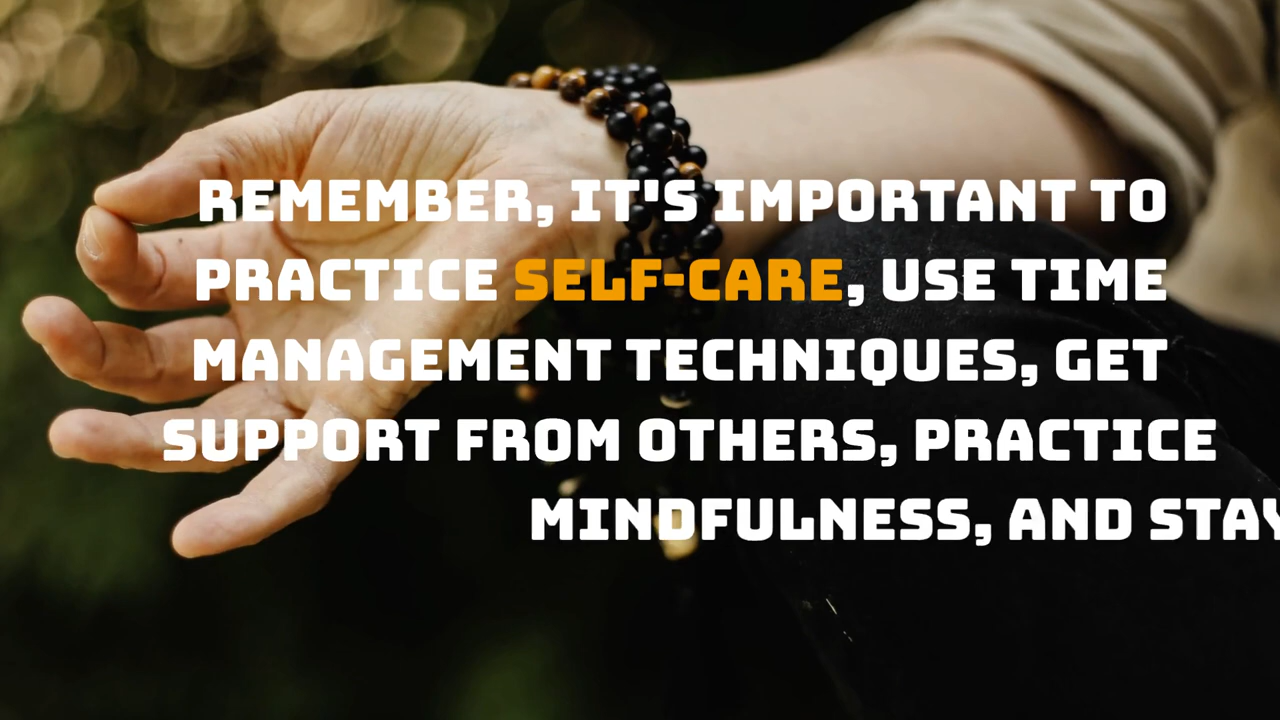 REMEMBER, IT'S IMPORTANT TO
PRACTICE SELF-CARE, USE TIME
MANAGEMENT TECHNIQUES, GET
SUPPORT FROM OTHERS, PRACTICE
MINDFULNESS, AND STAY